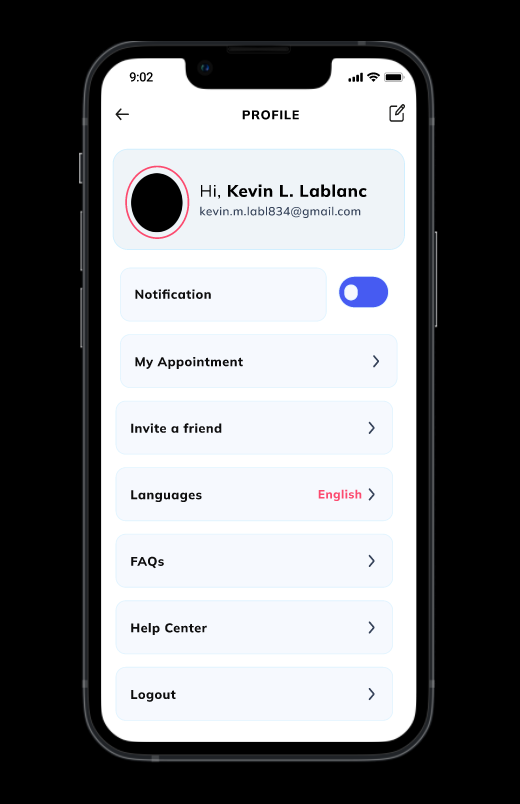 9:02
PROFILE
Hi, Kevin L. Lablanc
kevin.m.labl834@gmail.com
Notification
My Appointment
Invite a friend
Languages English
FAQs
Help Center
Logout